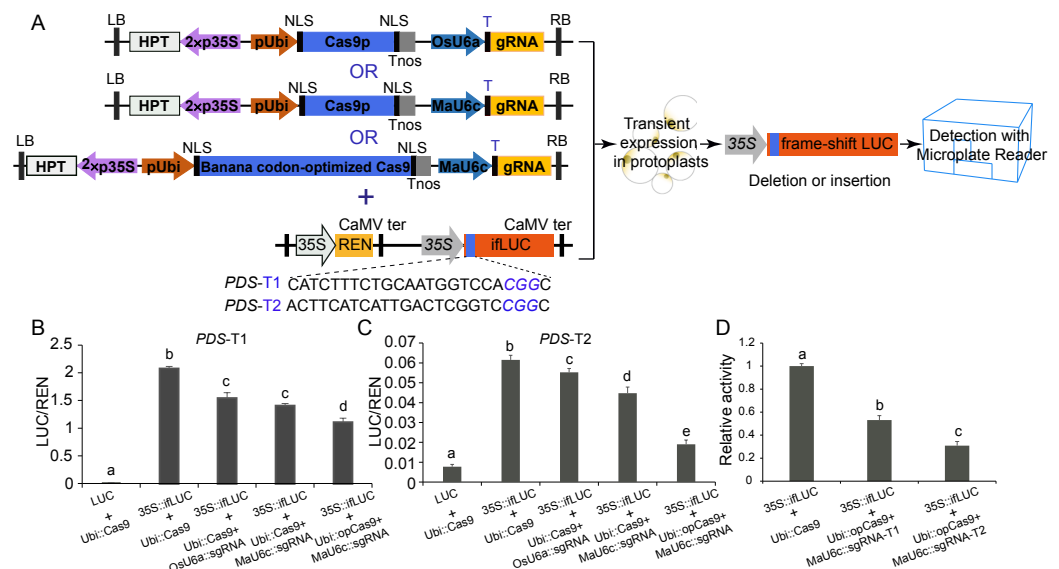 A
LB
NLS
NLS
T
RB
HPT
2×p35S
pUbi
Cas9p
OsU6a
gRNA
Tnos
OR
LB
NLS
NLS
T
RB
HPT
2×p35S
pUbi
Cas9p
MaU6c
gRNA
Tnos
OR
LB
NLS
NLS
T
RB
HPT
2×p35S
pUbi
Banana codon-optimized Cas9
MaU6c
gRNA
Tnos
+
CaMV ter
CaMV ter
35S
REN
35S
ifLUC
PDS-T1 CATCTTTCTGCAATGGTCCACGGC
PDS-T2 ACTTCATCATTGACTCGGTCCGGC
Transient
expression
in protoplasts
35S
frame-shift LUC
Deletion or insertion
Detection with
Microplate Reader
B
PDS-T1
LUC/REN
2.5
2
1.5
1
0.5
0
a
b
c
c
d
LUC
+
Ubi::Cas9
35S::ifLUC
+
Ubi::Cas9
35S::ifLUC
+
Ubi::Cas9+
OsU6a::sgRNA
35S::ifLUC
+
Ubi::Cas9+
MaU6c::sgRNA
35S::ifLUC
+
Ubi::opCas9+
MaU6c::sgRNA
C
PDS-T2
LUC/REN
0.07
0.06
0.05
0.04
0.03
0.02
0.01
0
a
b
c
d
e
LUC
+
Ubi::Cas9
35S::ifLUC
+
Ubi::Cas9
35S::ifLUC
+
Ubi::Cas9+
OsU6a::sgRNA
35S::ifLUC
+
Ubi::Cas9+
MaU6c::sgRNA
35S::ifLUC
+
Ubi::opCas9+
MaU6c::sgRNA
D
Relative activity
1.2
1
0.8
0.6
0.4
0.2
0
a
b
c
35S::ifLUC
+
Ubi::Cas9
35S::ifLUC
+
Ubi::opCas9+
MaU6c::sgRNA-T1
35S::ifLUC
+
Ubi::opCas9+
MaU6c::sgRNA-T2